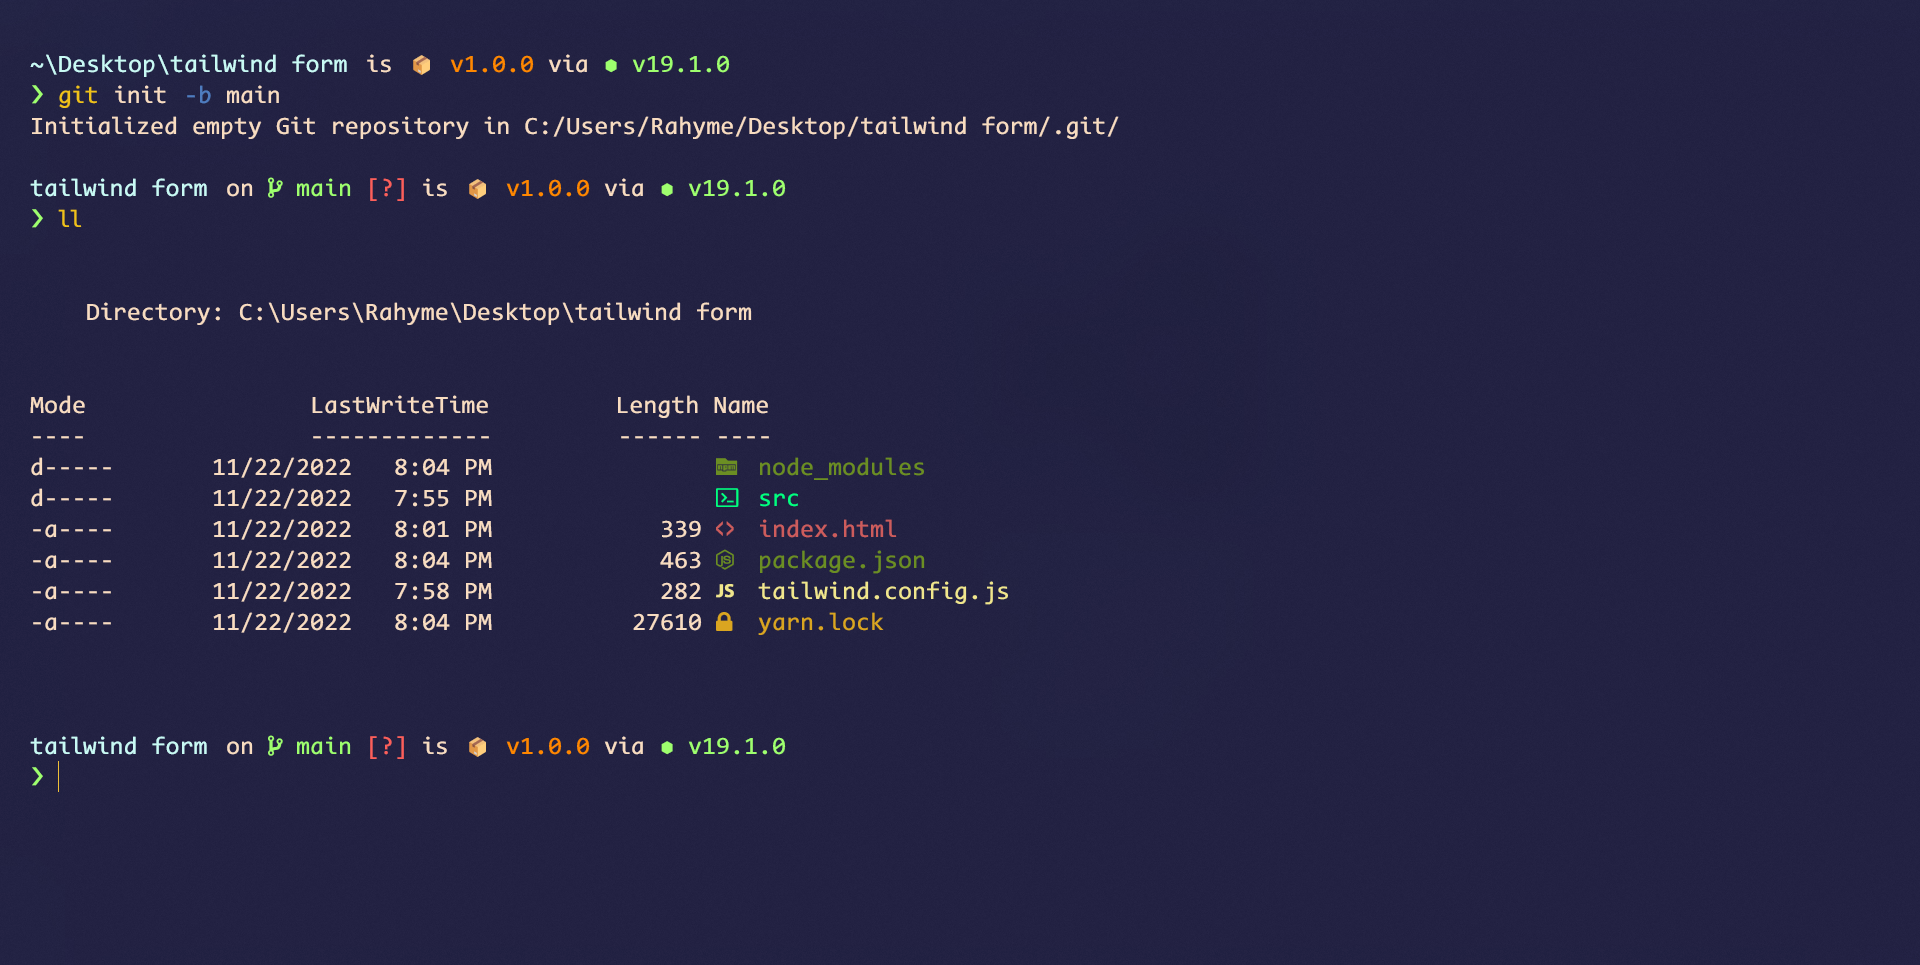 ~\Desktop\tailwind form is 📦 v1.0.0 via ⬢ v19.1.0
❯ git init -b main
Initialized empty Git repository in C:/Users/Rahyme/Desktop/tailwind form/.git/
tailwind form on main [?] is 📦 v1.0.0 via ⬢ v19.1.0
❯ ll
Directory: C:\Users\Rahyme\Desktop\tailwind form
Mode LastWriteTime Length Name
---- ------------- ------ ----
d----- 11/22/2022 8:04 PM node_modules
d----- 11/22/2022 7:55 PM src
-a---- 11/22/2022 8:01 PM 339 <> index.html
-a---- 11/22/2022 8:04 PM 463 JS package.json
-a---- 11/22/2022 7:58 PM 282 JS tailwind.config.js
-a---- 11/22/2022 8:04 PM 27610 yarn.lock
tailwind form on main [?] is 📦 v1.0.0 via ⬢ v19.1.0
❯